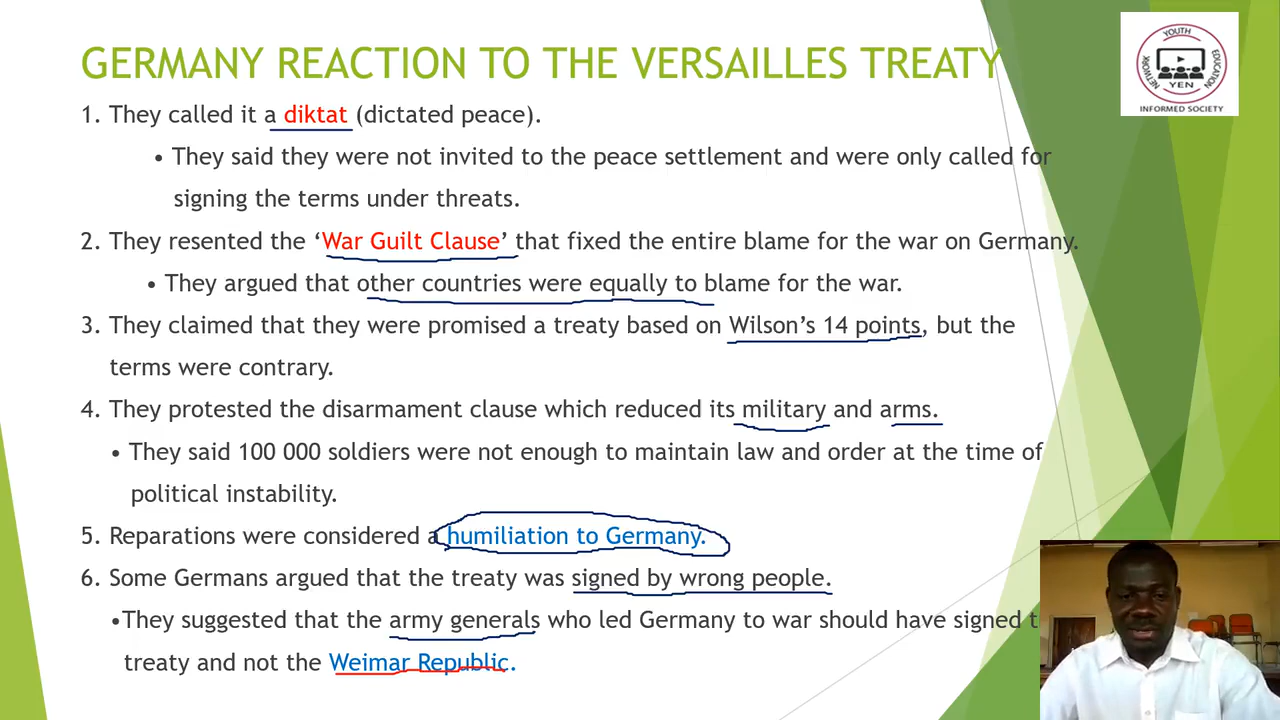 GERMANY REACTION TO THE VERSAILLES TREATY
YOUTH
EDUCATION
NETWORK
YEN
INFORMED SOCIETY
1. They called it a diktat (dictated peace).
• They said they were not invited to the peace settlement and were only called for
signing the terms under threats.
2. They resented the ‘War Guilt Clause’ that fixed the entire blame for the war on Germany.
• They argued that other countries were equally to blame for the war.
3. They claimed that they were promised a treaty based on Wilson’s 14 points, but the
terms were contrary.
4. They protested the disarmament clause which reduced its military and arms.
• They said 100 000 soldiers were not enough to maintain law and order at the time of
political instability.
5. Reparations were considered a humiliation to Germany.
6. Some Germans argued that the treaty was signed by wrong people.
•They suggested that the army generals who led Germany to war should have signed
treaty and not the Weimar Republic.